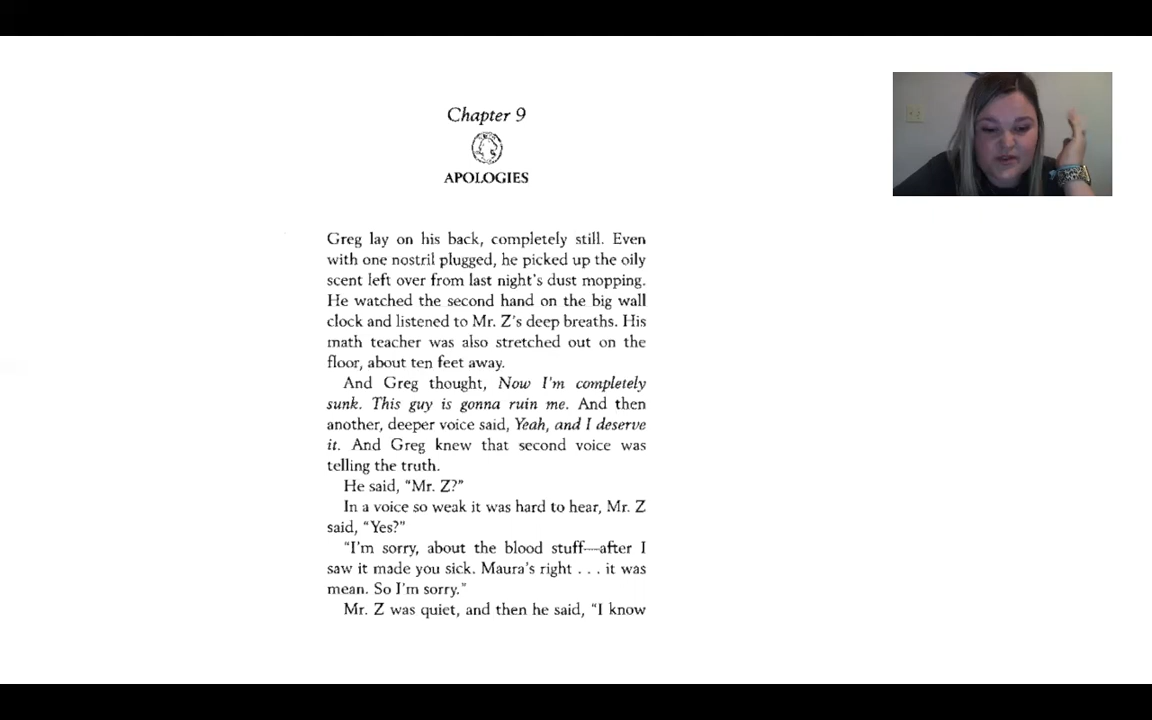 Chapter 9
APOLOGIES
Greg lay on his back, completely still. Even
with one nostril plugged, he picked up the oily
scent left over from last night's dust mopping.
He watched the second hand on the big wall
clock and listened to Mr. Z's deep breaths. His
math teacher was also stretched out on the
floor, about ten feet away.
And Greg thought, Now I'm completely
sunk. This guy is gonna ruin me. And then
another, deeper voice said, Yeah, and I deserve
it. And Greg knew that second voice was
telling the truth.
He said, "Mr. Z?"
In a voice so weak it was hard to hear, Mr. Z
said, "Yes?"
"I'm sorry, about the blood stuff—after I
saw it made you sick. Maura's right . . . it was
mean. So I'm sorry."
Mr. Z was quiet, and then he said, "I know